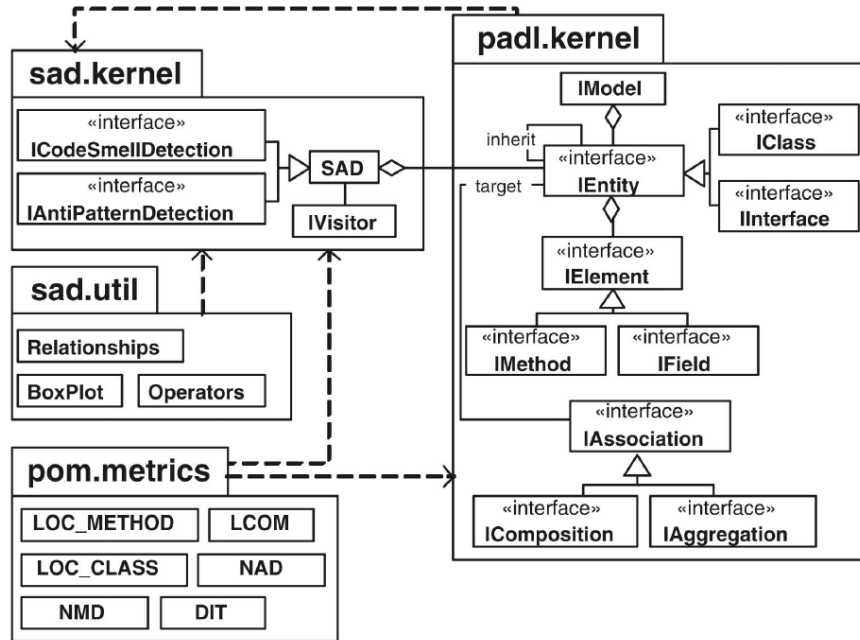 padl.kernel
sad.kernel
«interface»
ICodeSmellDetection
«interface»
IAntiPatternDetection
SAD
IVisitor
IModel
inherit
«interface»
IEntity
target
«interface»
IClass
«interface»
IInterface
«interface»
IElement
«interface»
IMethod
«interface»
IField
«interface»
IAssociation
«interface»
IComposition
«interface»
IAggregation
sad.util
Relationships
BoxPlot
Operators
pom.metrics
LOC_METHOD
LCOM
LOC_CLASS
NAD
NMD
DIT